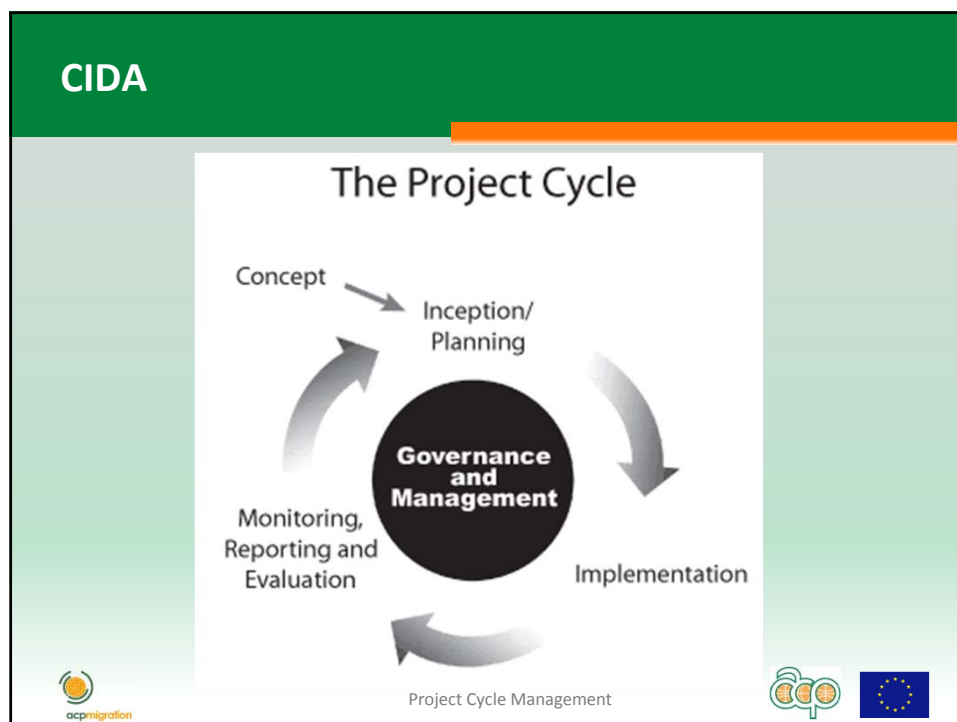 CIDA
The Project Cycle
Concept
Inception/
Planning
Governance
and
Management
Monitoring,
Reporting and
Evaluation
Implementation
acpmigration
Project Cycle Management
acp